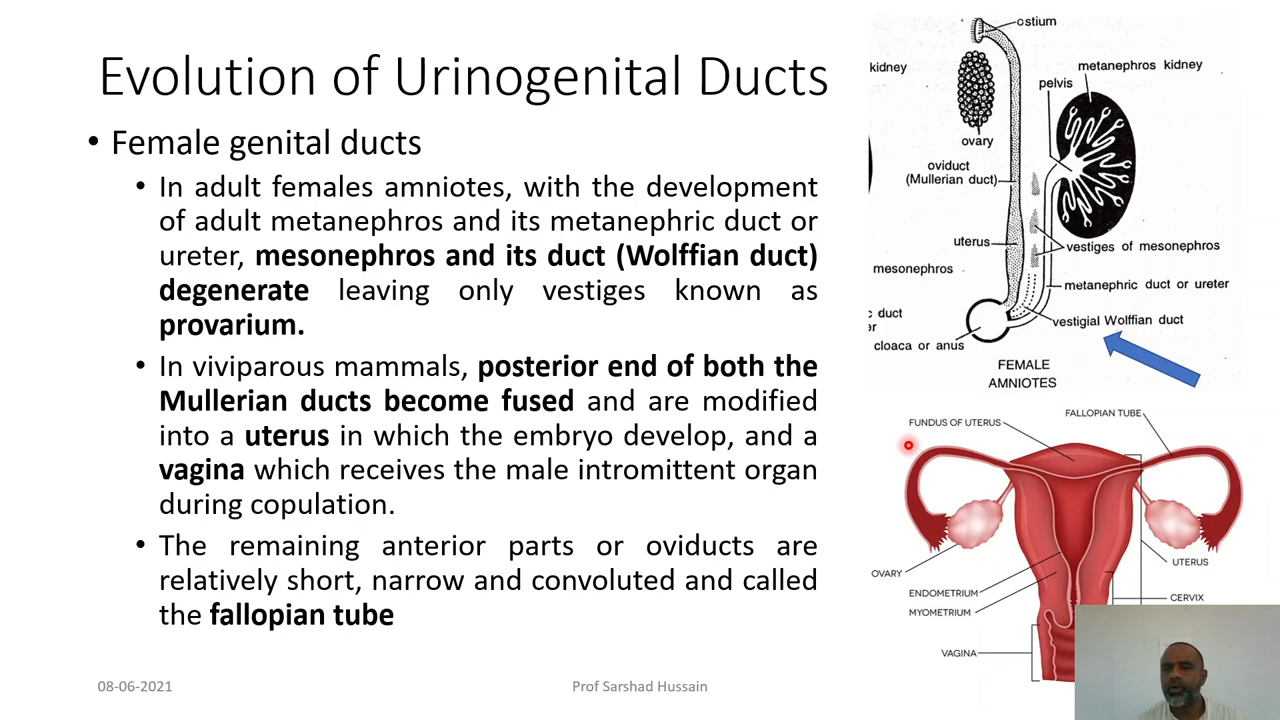 Evolution of Urinogenital Ducts
• Female genital ducts
• In adult females amniotes, with the development
of adult metanephros and its metanephric duct or
ureter, mesonephros and its duct (Wolffian duct)
degenerate leaving only vestiges known as
provarium.
• In viviparous mammals, posterior end of both the
Mullerian ducts become fused and are modified
into a uterus in which the embryo develop, and a
vagina which receives the male intromittent organ
during copulation.
• The remaining anterior parts or oviducts are
relatively short, narrow and convoluted and called
the fallopian tube
ostium
kidney
metanephros kidney
pelvis
ovary
oviduct
(Mullerian duct)
uterus
vestiges of mesonephros
mesonephros
metanephric duct or ureter
c duct
er
vestigial Wolffian duct
cloaca or anus
FEMALE
AMNIOTES
FUNDUS OF UTERUS
FALLOPIAN TUBE
OVARY
UTERUS
ENDOMETRIUM
CERVIX
MYOMETRIUM
VAGINA
08-06-2021
Prof Sarshad Hussain